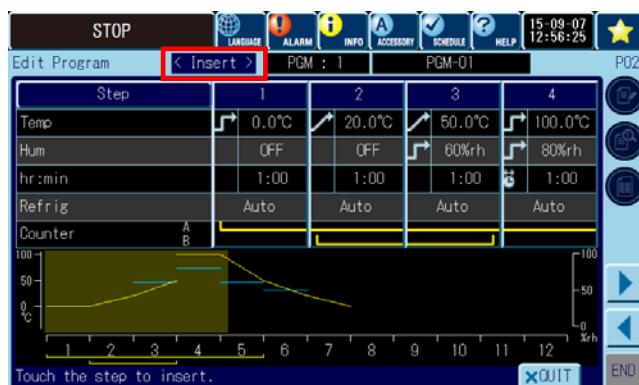 STOP LANGUAGE ALARM INFO ACCESSORY SCHEDULE HELP 15-09-07
12:56:25
Edit Program < Insert > PGM : 1 PGM-01 P02
Step 1 2 3 4
Temp 0.0°C 20.0°C 50.0°C 100.0°C
Hum OFF OFF 60%rh 80%rh
hr:min 1:00 1:00 1:00 1:00
Refrig Auto Auto Auto Auto
Counter A
B
100 100
50 50
0 0
°C %rh
1 2 3 4 5 6 7 8 9 10 11 12
Touch the step to insert. ×QUIT END